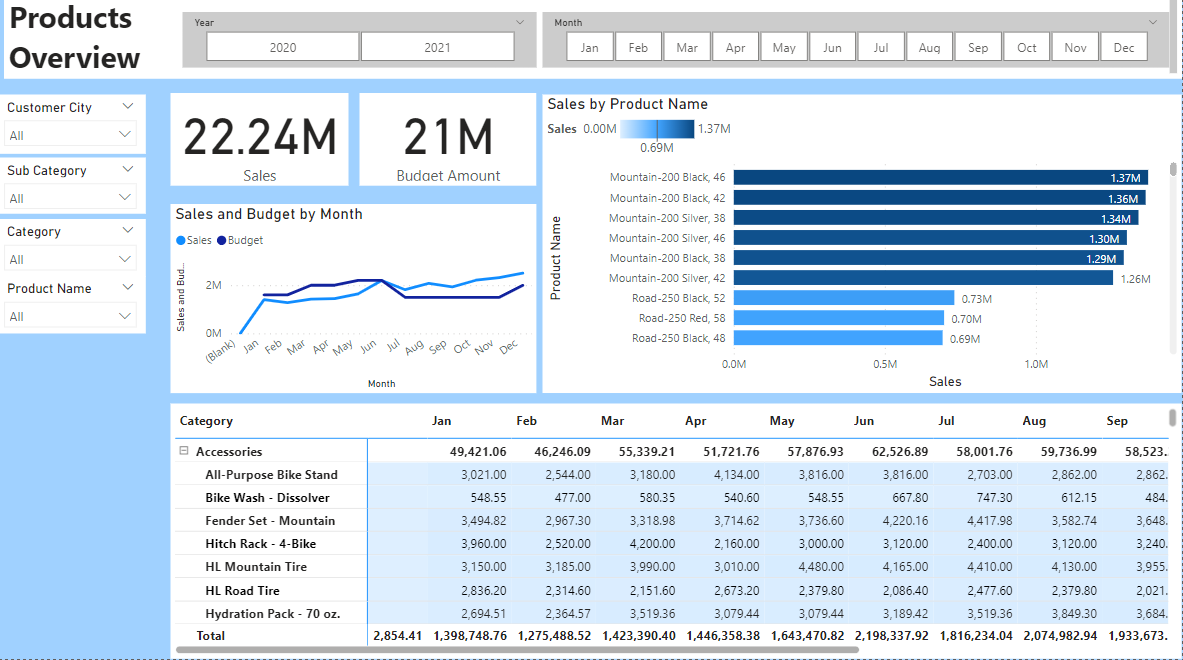 Products
Overview
Year
2020 2021
Month
Jan Feb Mar Apr May Jun Jul Aug Sep Oct Nov Dec
Customer City
All
Sub Category
All
Category
All
Product Name
All
22.24M
Sales
21M
Budget Amount
Sales and Budget by Month
Sales Budget
Sales and Bud...
2M
0M
(Blank) Jan Feb Mar Apr May Jun Jul Aug Sep Oct Nov Dec
Month
Sales by Product Name
Sales 0.00M 1.37M
0.69M
Product Name
Mountain-200 Black, 46 1.37M
Mountain-200 Black, 42 1.36M
Mountain-200 Silver, 38 1.34M
Mountain-200 Silver, 46 1.30M
Mountain-200 Black, 38 1.29M
Mountain-200 Silver, 42 1.26M
Road-250 Black, 52 0.73M
Road-250 Red, 58 0.70M
Road-250 Black, 48 0.69M
0.0M 0.5M 1.0M
Sales
Category Jan Feb Mar Apr May Jun Jul Aug Sep
Accessories 49,421.06 46,246.09 55,339.21 51,721.76 57,876.93 62,526.89 58,001.76 59,736.99 58,523.
All-Purpose Bike Stand 3,021.00 2,544.00 3,180.00 4,134.00 3,816.00 3,816.00 2,703.00 2,862.00 2,862.
Bike Wash - Dissolver 548.55 477.00 580.35 540.60 548.55 667.80 747.30 612.15 484.
Fender Set - Mountain 3,494.82 2,967.30 3,318.98 3,714.62 3,736.60 4,220.16 4,417.98 3,582.74 3,648.
Hitch Rack - 4-Bike 3,960.00 2,520.00 4,200.00 2,160.00 3,000.00 3,120.00 2,400.00 3,120.00 3,240.
HL Mountain Tire 3,150.00 3,185.00 3,990.00 3,010.00 4,480.00 4,165.00 4,410.00 4,130.00 3,955.
HL Road Tire 2,836.20 2,314.60 2,151.60 2,673.20 2,379.80 2,086.40 2,477.60 2,379.80 2,021.
Hydration Pack - 70 oz. 2,694.51 2,364.57 3,519.36 3,079.44 3,079.44 3,189.42 3,519.36 3,849.30 3,684.
Total 2,854.41 1,398,748.76 1,275,488.52 1,423,390.40 1,446,358.38 1,643,470.82 2,198,337.92 1,816,234.04 2,074,982.94 1,933,673.